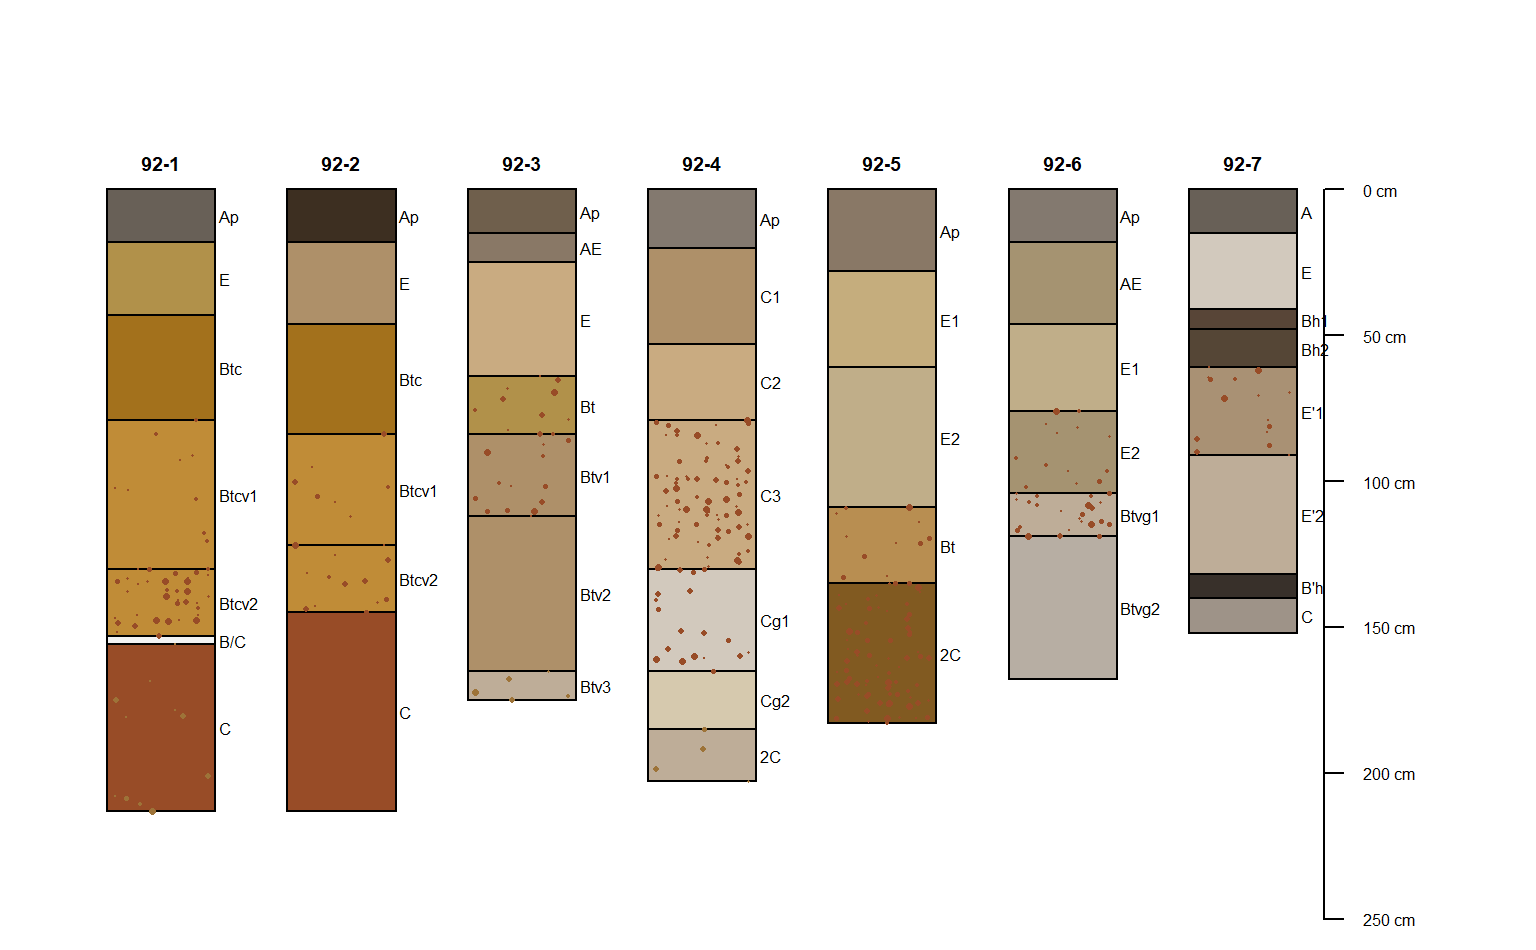 92-1 92-2 92-3 92-4 92-5 92-6 92-7
Ap
E
Btc
Btcv1
Btcv2
B/C
C
Ap
E
Btc
Btcv1
Btcv2
C
Ap
AE
E
Bt
Btv1
Btv2
Btv3
Ap
C1
C2
C3
Cg1
Cg2
2C
Ap
E1
E2
Bt
2C
Ap
AE
E1
E2
Btvg1
Btvg2
A
E
Bh1
Bh2
E'1
E'2
B'h
C
0 cm
50 cm
100 cm
150 cm
200 cm
250 cm